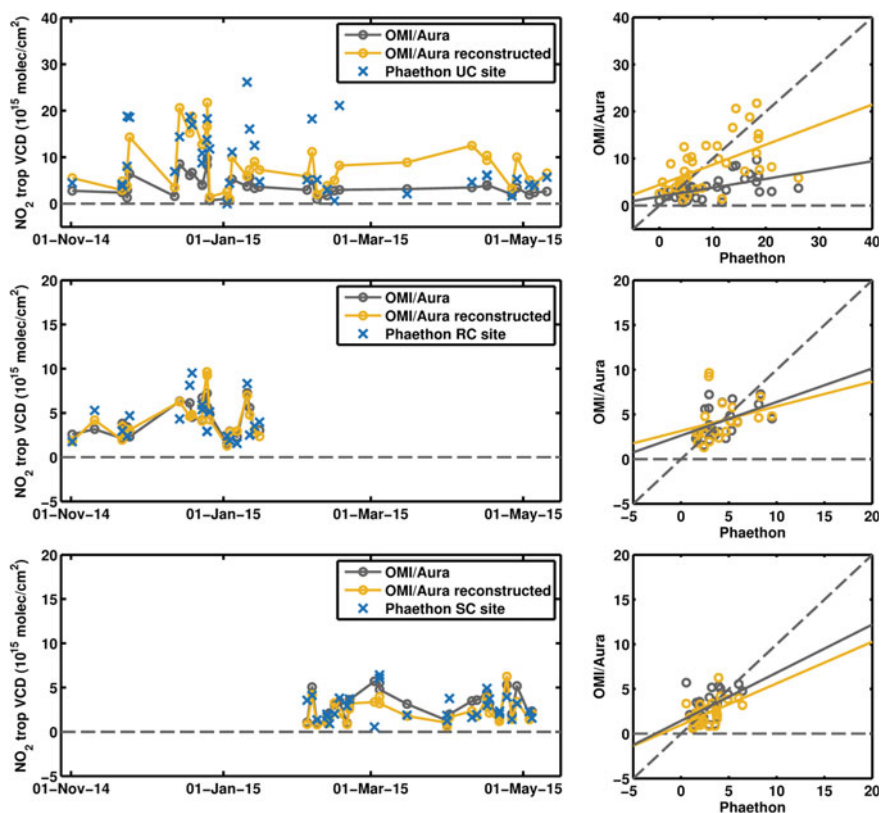 NO2 trop VCD (10^15 molec/cm^2)
40
30
20
10
0
−5
01−Nov−14
01−Jan−15
01−Mar−15
01−May−15
OMI/Aura
OMI/Aura reconstructed
Phaethon UC site
OMI/Aura
40
30
20
10
0
−5
0
10
20
30
40
Phaethon
NO2 trop VCD (10^15 molec/cm^2)
20
15
10
5
0
−5
01−Nov−14
01−Jan−15
01−Mar−15
01−May−15
OMI/Aura
OMI/Aura reconstructed
Phaethon RC site
OMI/Aura
20
15
10
5
0
−5
−5
0
5
10
15
20
Phaethon
NO2 trop VCD (10^15 molec/cm^2)
20
15
10
5
0
−5
01−Nov−14
01−Jan−15
01−Mar−15
01−May−15
OMI/Aura
OMI/Aura reconstructed
Phaethon SC site
OMI/Aura
20
15
10
5
0
−5
−5
0
5
10
15
20
Phaethon